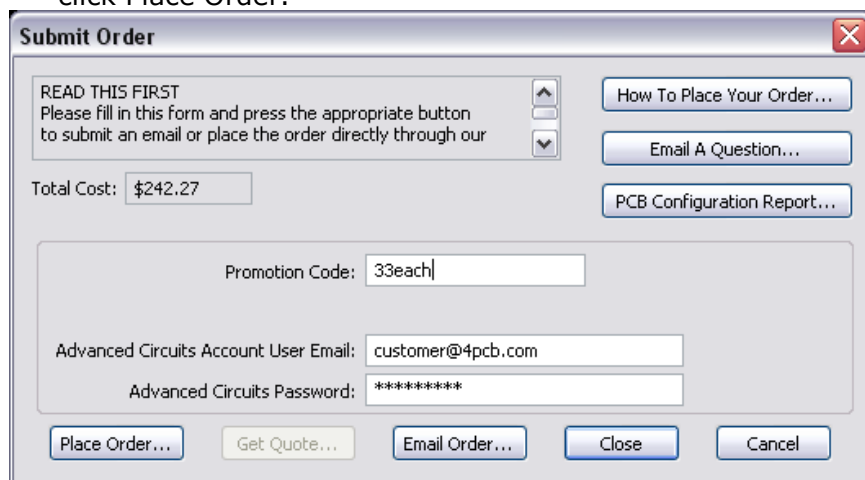 click Place Order.
Submit Order
READ THIS FIRST
Please fill in this form and press the appropriate button
to submit an email or place the order directly through our
How To Place Your Order...
Email A Question...
Total Cost: $242.27
PCB Configuration Report...
Promotion Code: 33each
Advanced Circuits Account User Email: customer@4pcb.com
Advanced Circuits Password: *********
Place Order... Get Quote... Email Order... Close Cancel